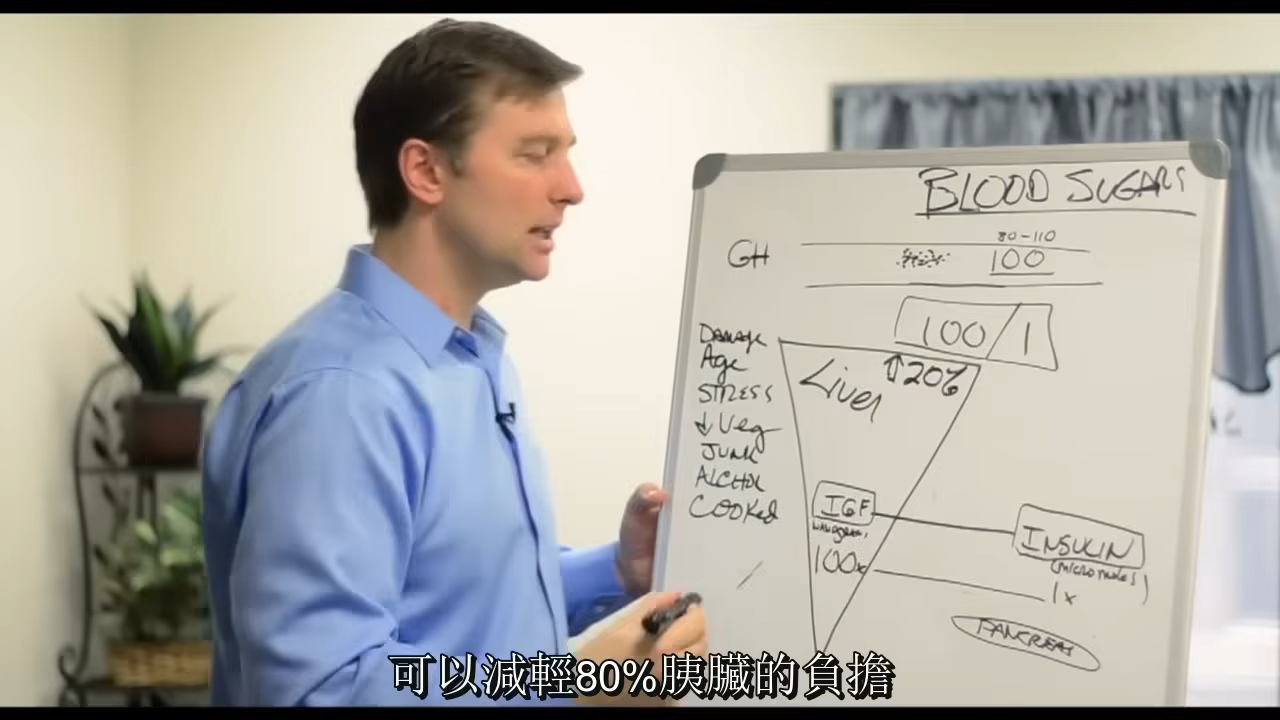 BLOOD SUGARS
80-110
GH
100
100/1
DAMAGE
Age
STRESS
↓Veg
JUNK
ALCHOL
COOKed
Liver
↑20%
IGF
100x
INSULIN
1x
PANCREAS
可以減輕80%胰臟的負擔